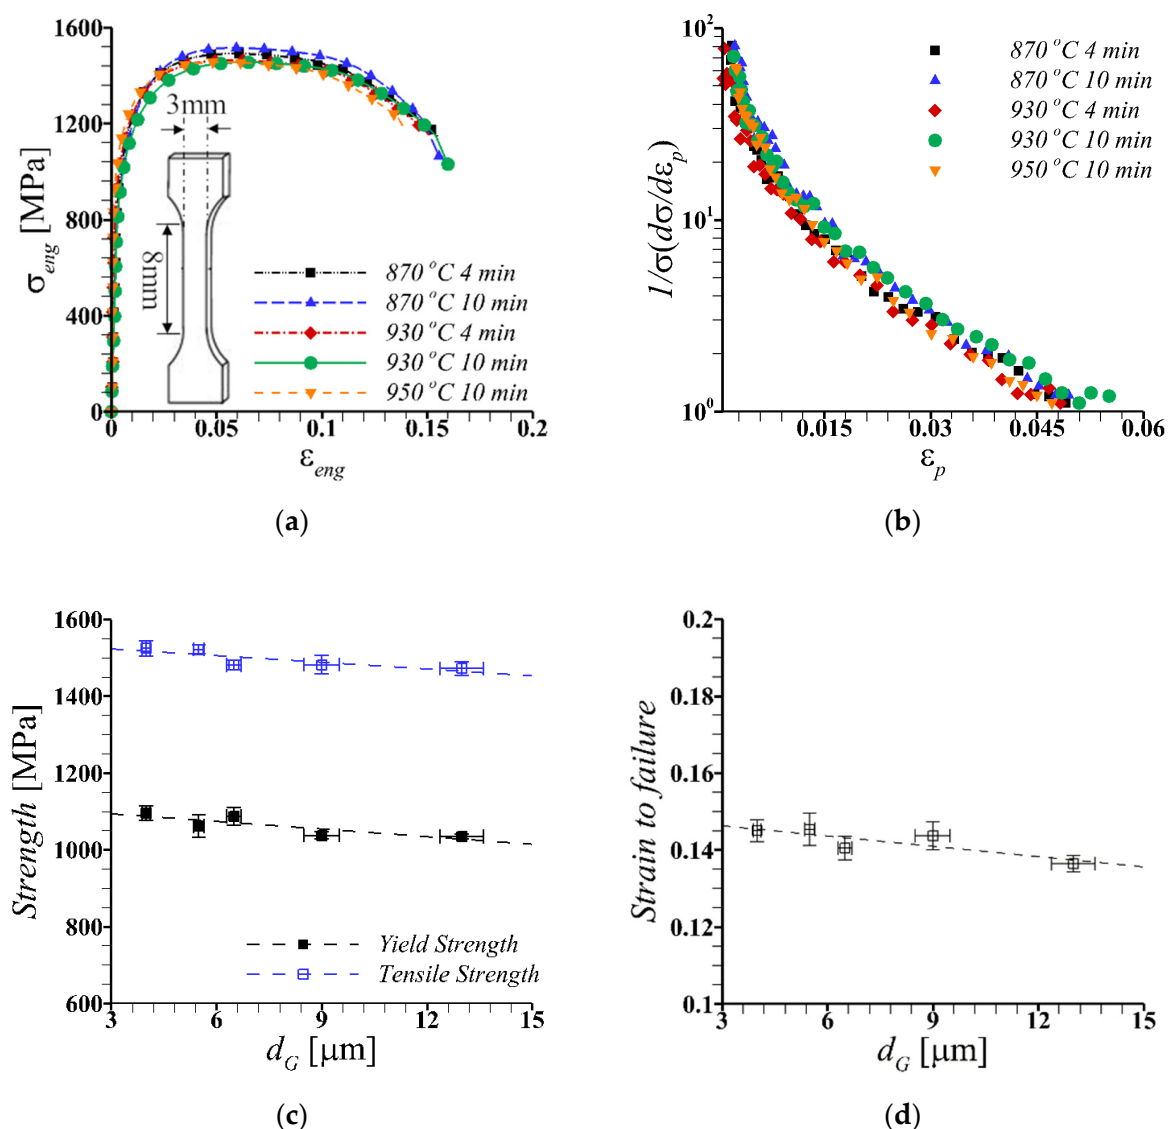 1600
1200
800
400
0
σeng [MPa]
3mm
8mm
870 °C 4 min
870 °C 10 min
930 °C 4 min
930 °C 10 min
950 °C 10 min
0 0.05 0.1 0.15 0.2
εeng
(a)
10²
10¹
10⁰
1/σ(dσ/dεp)
870 °C 4 min
870 °C 10 min
930 °C 4 min
930 °C 10 min
950 °C 10 min
0.015 0.03 0.045 0.06
εp
(b)
1600
1400
1200
1000
800
600
Strength [MPa]
Yield Strength
Tensile Strength
3 6 9 12 15
dG [μm]
(c)
0.2
0.18
0.16
0.14
0.12
0.1
Strain to failure
3 6 9 12 15
dG [μm]
(d)